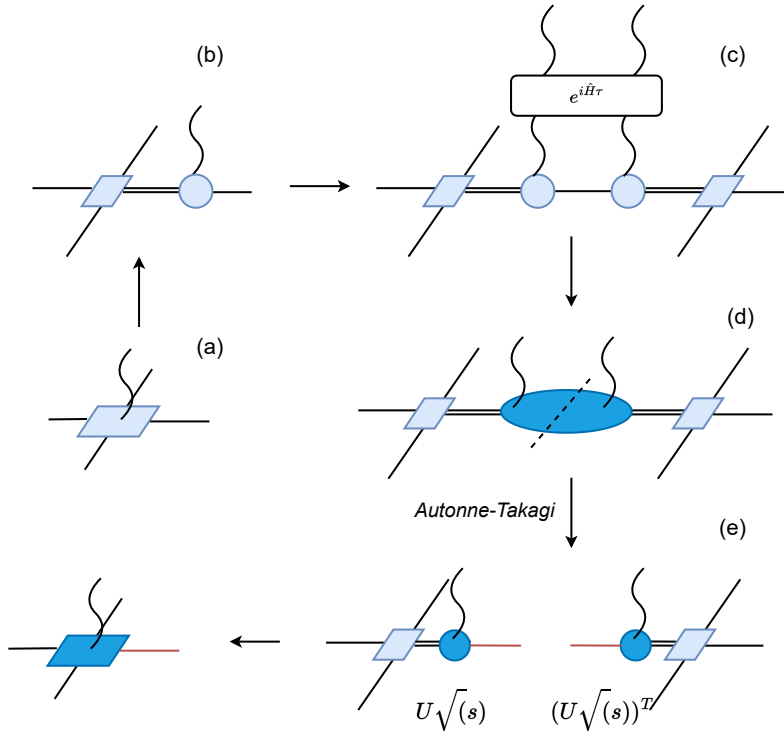 (b)
(c)
$e^{i\hat{H}\tau}$
(a)
(d)
Autonne-Takagi
(e)
$U\sqrt(s)$
$(U\sqrt(s))^T$